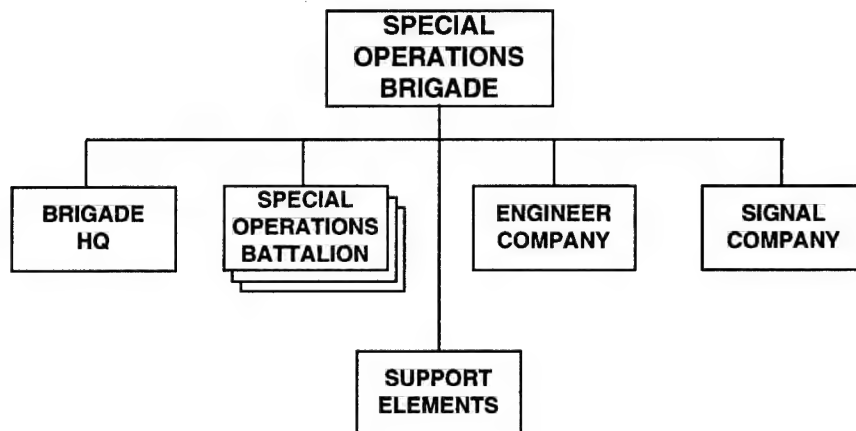 SPECIAL
OPERATIONS
BRIGADE
BRIGADE
HQ
SPECIAL
OPERATIONS
BATTALION
ENGINEER
COMPANY
SIGNAL
COMPANY
SUPPORT
ELEMENTS